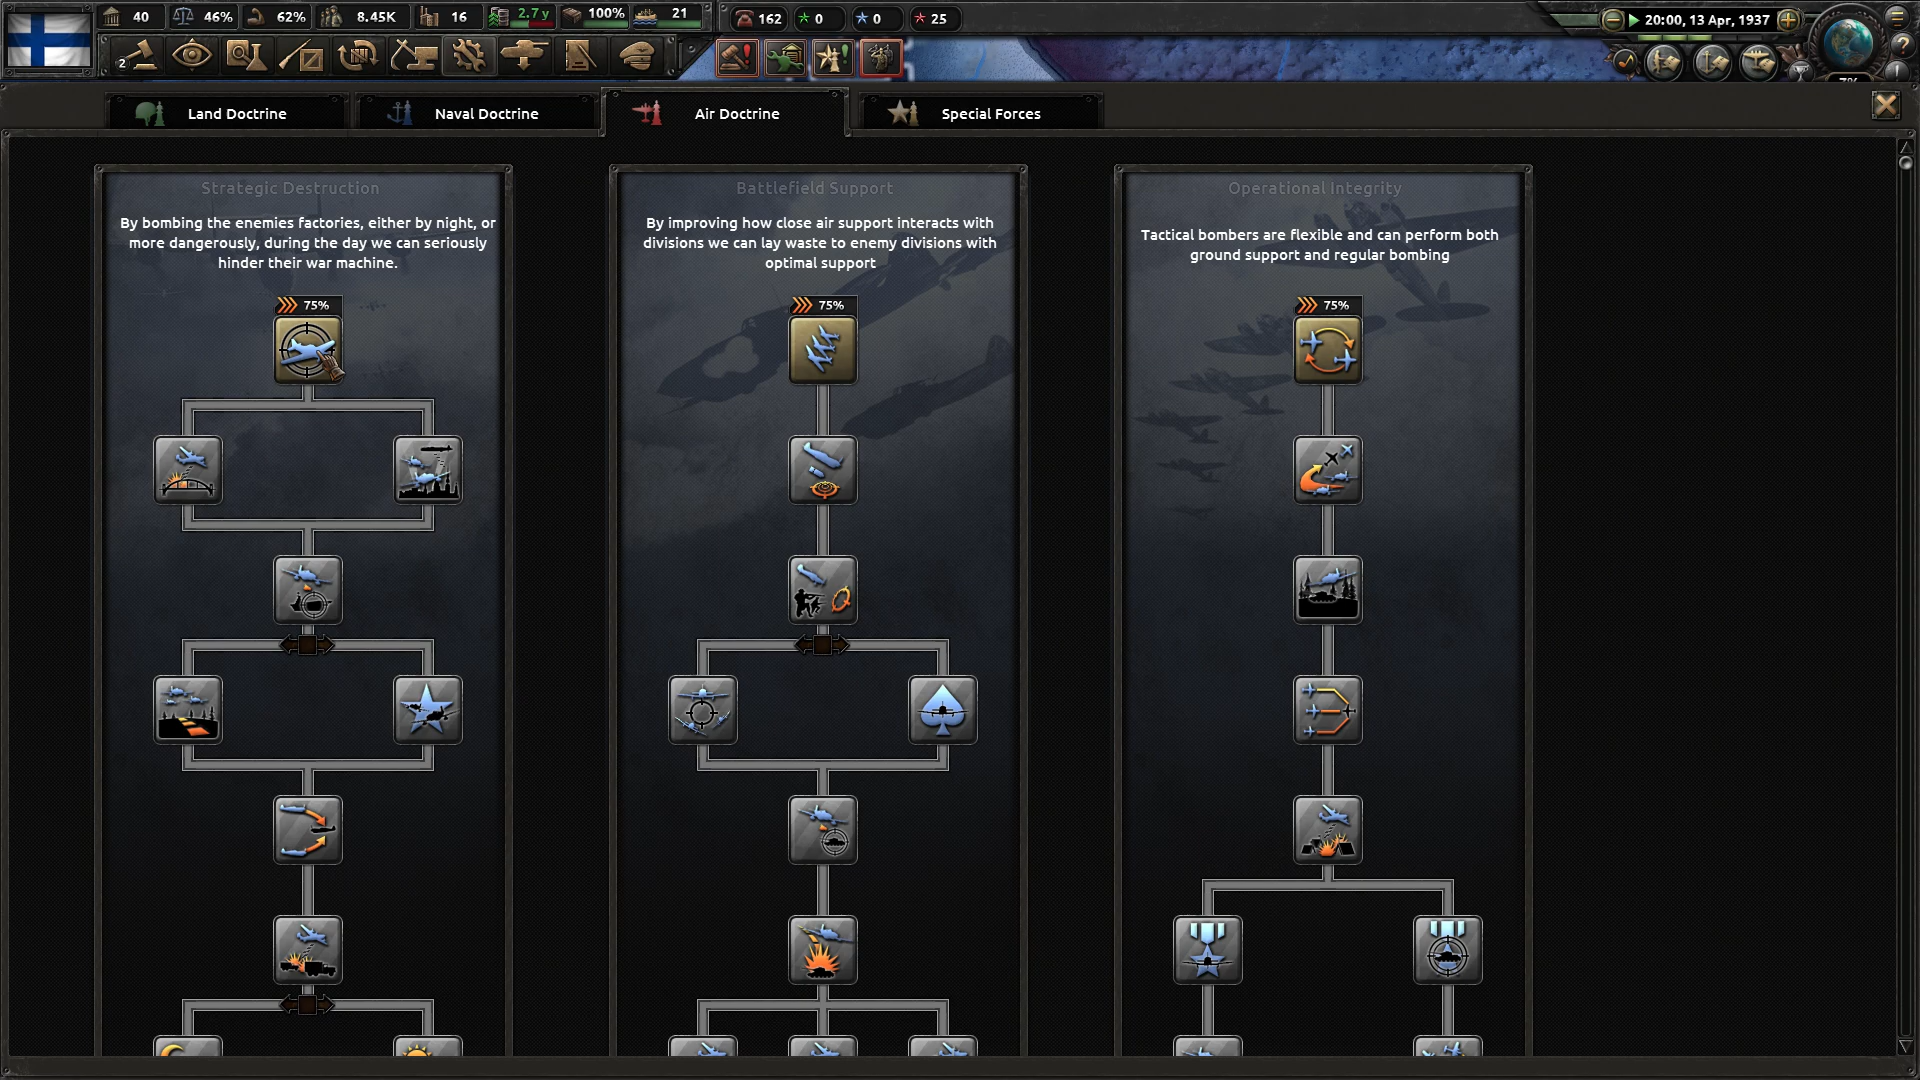 40 46% 62% 8.45K 16 2.7 y 100% 21 162 0 0 25 20:00, 13 Apr, 1937
2
7%
Land Doctrine Naval Doctrine Air Doctrine Special Forces
Strategic Destruction
By bombing the enemies factories, either by night, or
more dangerously, during the day we can seriously
hinder their war machine.
75%
Battlefield Support
By improving how close air support interacts with
divisions we can lay waste to enemy divisions with
optimal support
75%
Operational Integrity
Tactical bombers are flexible and can perform both
ground support and regular bombing
75%